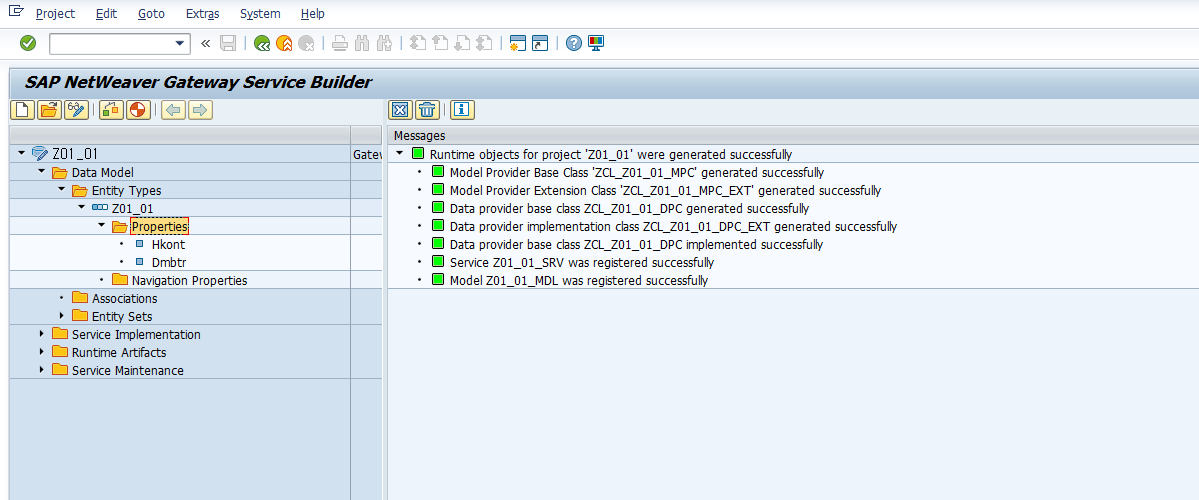 Project Edit Goto Extras System Help
SAP NetWeaver Gateway Service Builder
Z01_01
Gatew
Data Model
Entity Types
Z01_01
Properties
Hkont
Dmbtr
Navigation Properties
Associations
Entity Sets
Service Implementation
Runtime Artifacts
Service Maintenance
Messages
Runtime objects for project 'Z01_01' were generated successfully
Model Provider Base Class 'ZCL_Z01_01_MPC' generated successfully
Model Provider Extension Class 'ZCL_Z01_01_MPC_EXT' generated successfully
Data provider base class ZCL_Z01_01_DPC generated successfully
Data provider implementation class ZCL_Z01_01_DPC_EXT generated successfully
Data provider base class ZCL_Z01_01_DPC implemented successfully
Service Z01_01_SRV was registered successfully
Model Z01_01_MDL was registered successfully